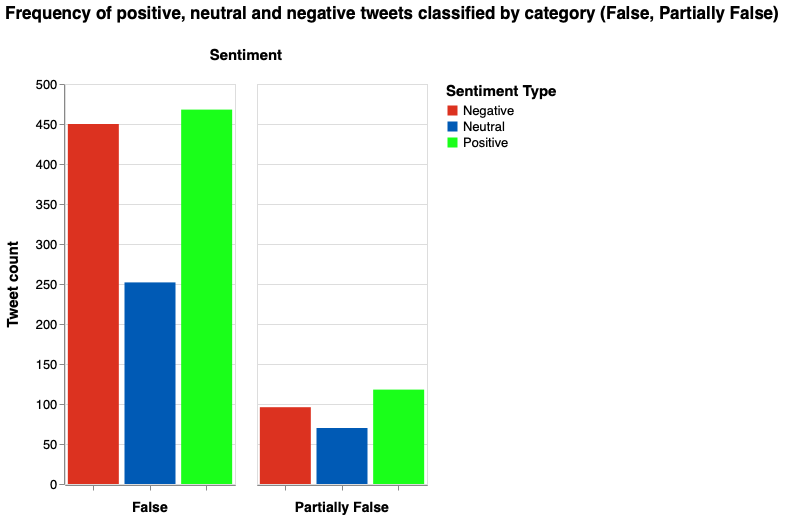 Frequency of positive, neutral and negative tweets classified by category (False, Partially False)
Sentiment
Sentiment Type
Negative
Neutral
Positive
Tweet count
500
450
400
350
300
250
200
150
100
50
0
False
Partially False